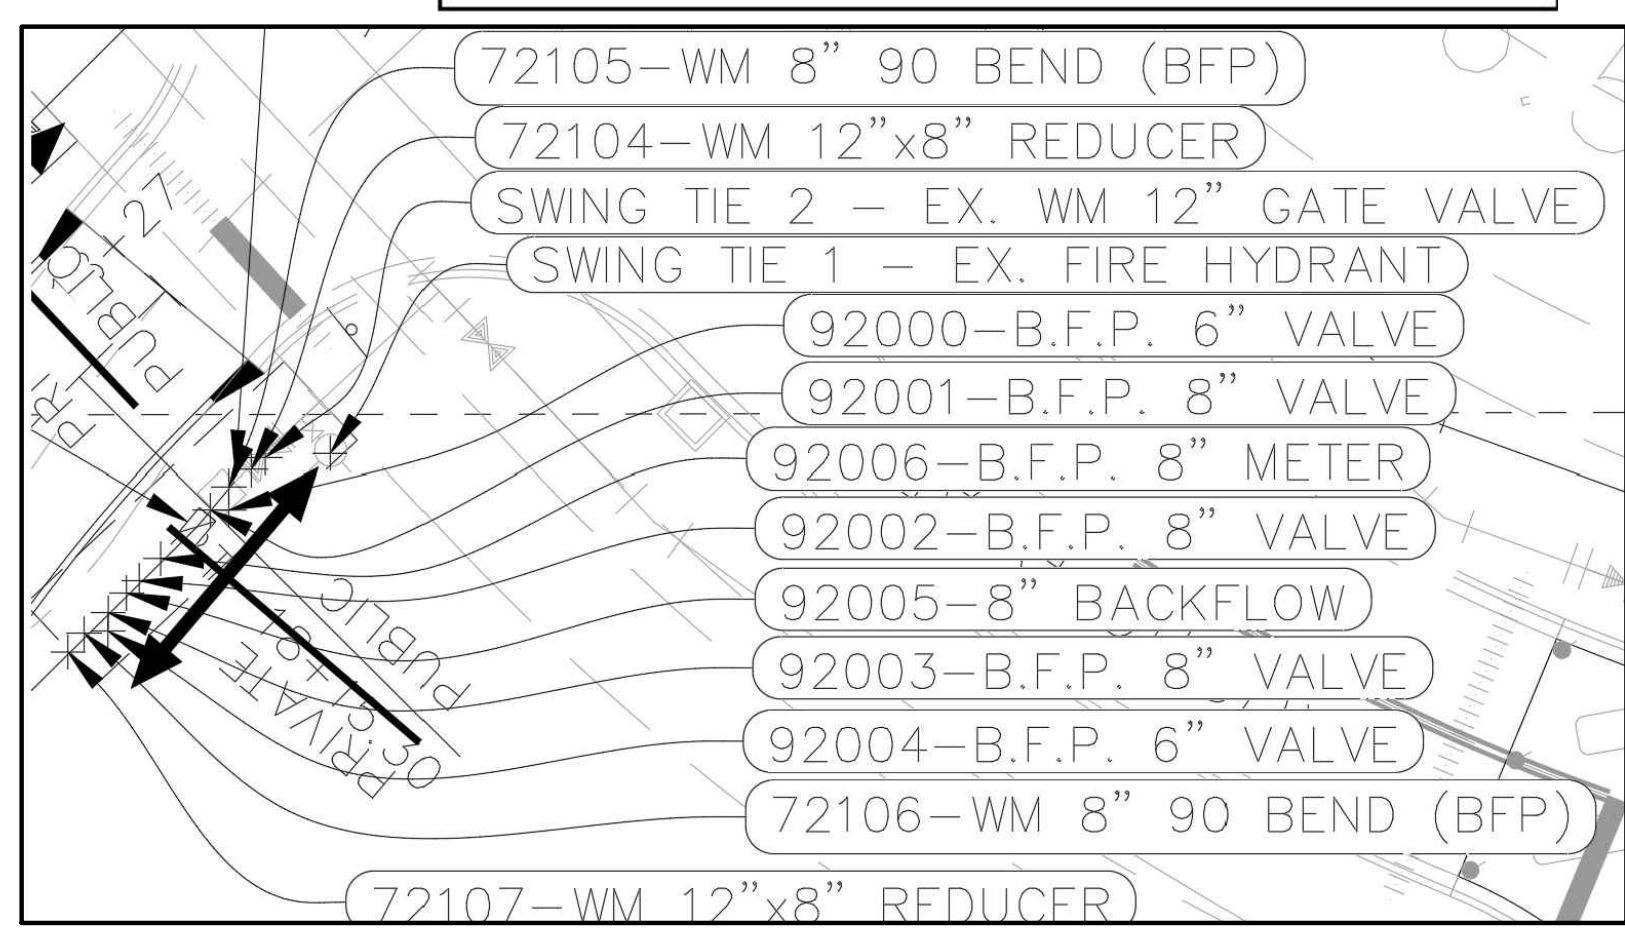 72105-WM 8" 90 BEND (BFP)
72104-WM 12"x8" REDUCER
SWING TIE 2 - EX. WM 12" GATE VALVE
SWING TIE 1 - EX. FIRE HYDRANT
92000-B.F.P. 6" VALVE
92001-B.F.P. 8" VALVE
92006-B.F.P. 8" METER
92002-B.F.P. 8" VALVE
92005-8" BACKFLOW
92003-B.F.P. 8" VALVE
92004-B.F.P. 6" VALVE
72106-WM 8" 90 BEND (BFP)
72107-WM 12"x8" REDUCER
PUBLIC
PRIVATE